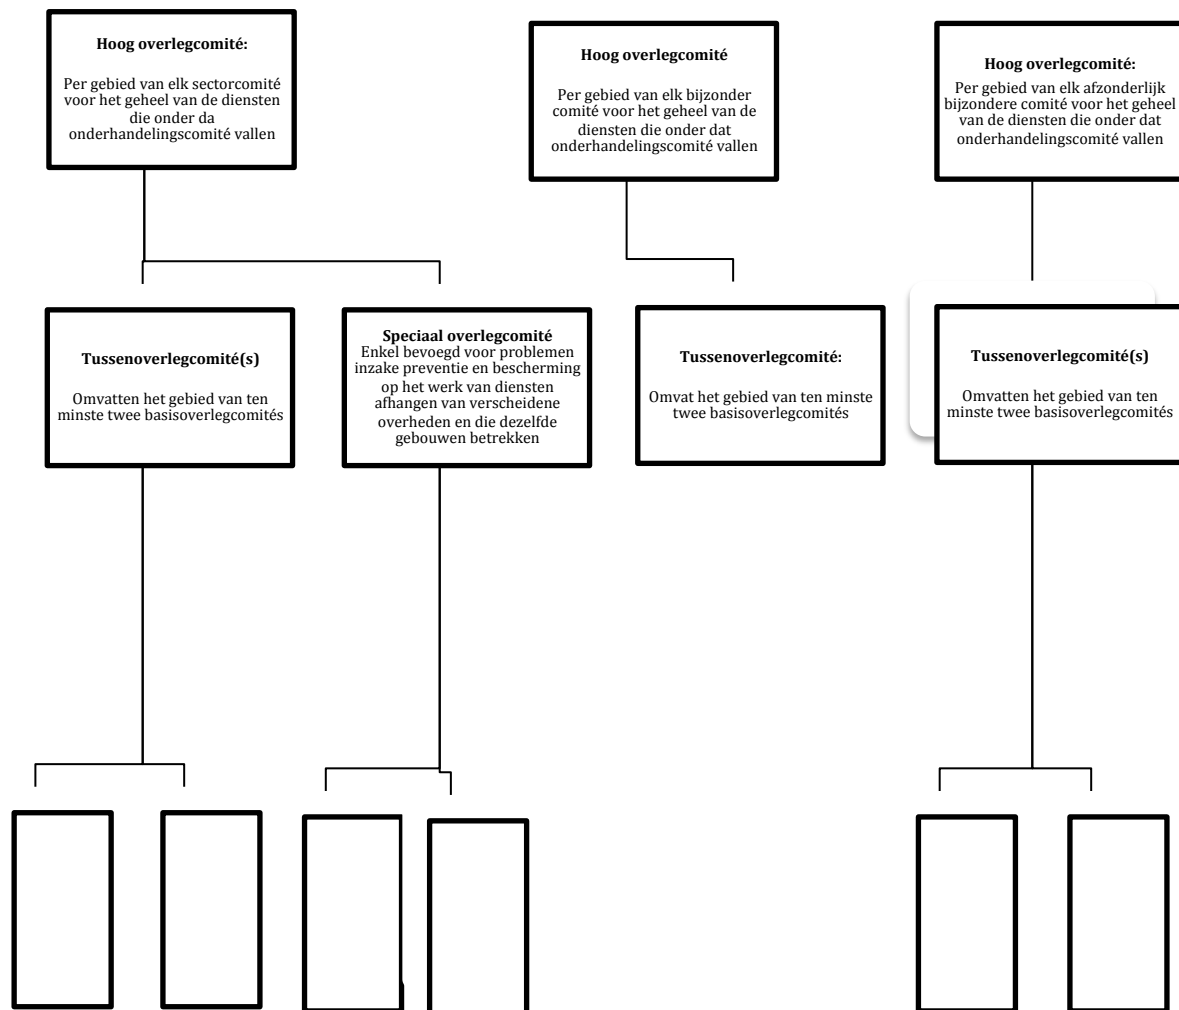 Hoog overlegcomité:
Per gebied van elk sectorcomité
voor het geheel van de diensten
die onder da
onderhandelingscomité vallen
Hoog overlegcomité
Per gebied van elk bijzonder
comité voor het geheel van de
diensten die onder dat
onderhandelingscomité vallen
Hoog overlegcomité:
Per gebied van elk afzonderlijk
bijzondere comité voor het geheel
van de diensten die onder dat
onderhandelingscomité vallen
Tussenoverlegcomité(s)
Omvatten het gebied van ten
minste twee basisoverlegcomités
Speciaal overlegcomité
Enkel bevoegd voor problemen
inzake preventie en bescherming
op het werk van diensten
afhangen van verscheidene
overheden en die dezelfde
gebouwen betrekken
Tussenoverlegcomité:
Omvat het gebied van ten minste
twee basisoverlegcomités
Tussenoverlegcomité(s)
Omvatten het gebied van ten
minste twee basisoverlegcomités